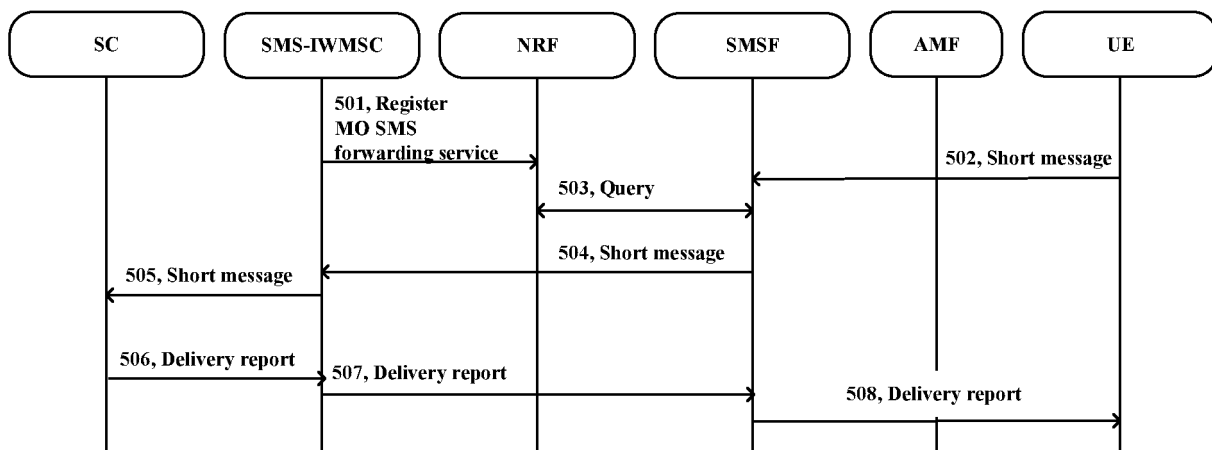 SC
SMS-IWMSC
NRF
SMSF
AMF
UE
501, Register
MO SMS
forwarding service
502, Short message
503, Query
504, Short message
505, Short message
506, Delivery report
507, Delivery report
508, Delivery report